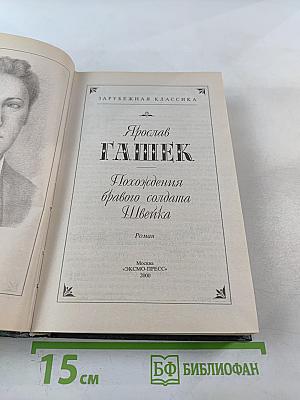 ЗАРУБЕЖНАЯ КЛАССИКА
Ярослав
ГАШЕК
Похождения
бравого солдата
Швейка
Роман
Москва
«ЭКСМО-ПРЕСС»
2000
15 см
БФ БИБЛИОФАН